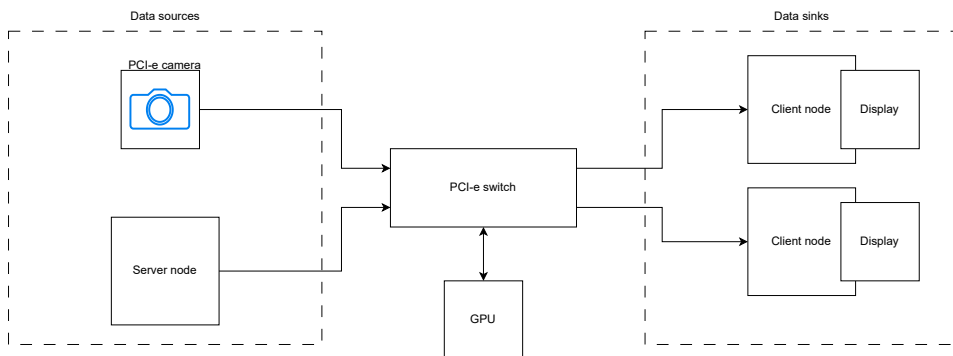 Data sources
Data sinks
PCI-e camera
Client node
Display
PCI-e switch
Client node
Display
Server node
GPU